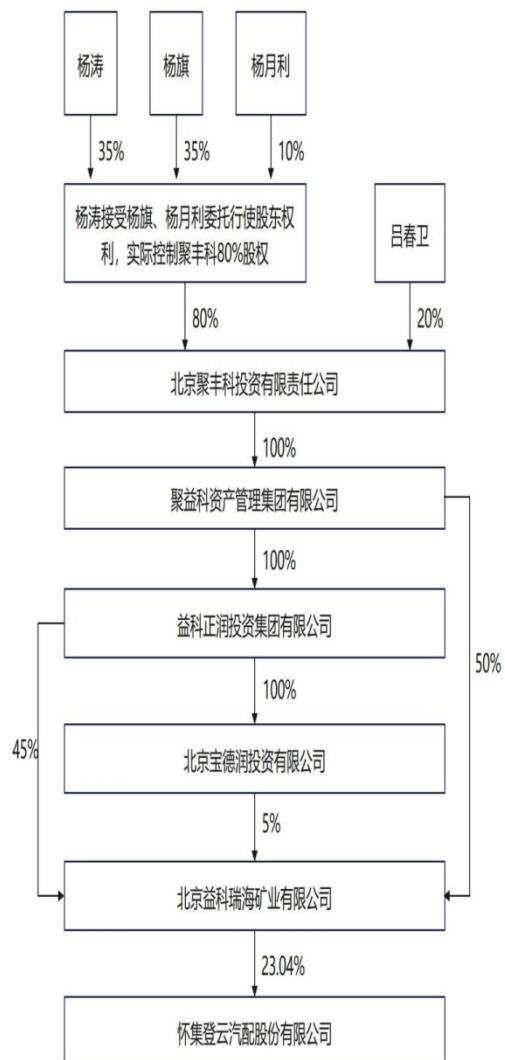 杨涛
杨旗
杨月利
35%
35%
10%
杨涛接受杨旗、杨月利委托行使股东权
利，实际控制聚丰科80%股权
吕春卫
80%
20%
北京聚丰科投资有限责任公司
100%
聚益科资产管理集团有限公司
100%
益科正润投资集团有限公司
50%
100%
45%
北京宝德润投资有限公司
5%
北京益科瑞海矿业有限公司
23.04%
怀集登云汽配股份有限公司